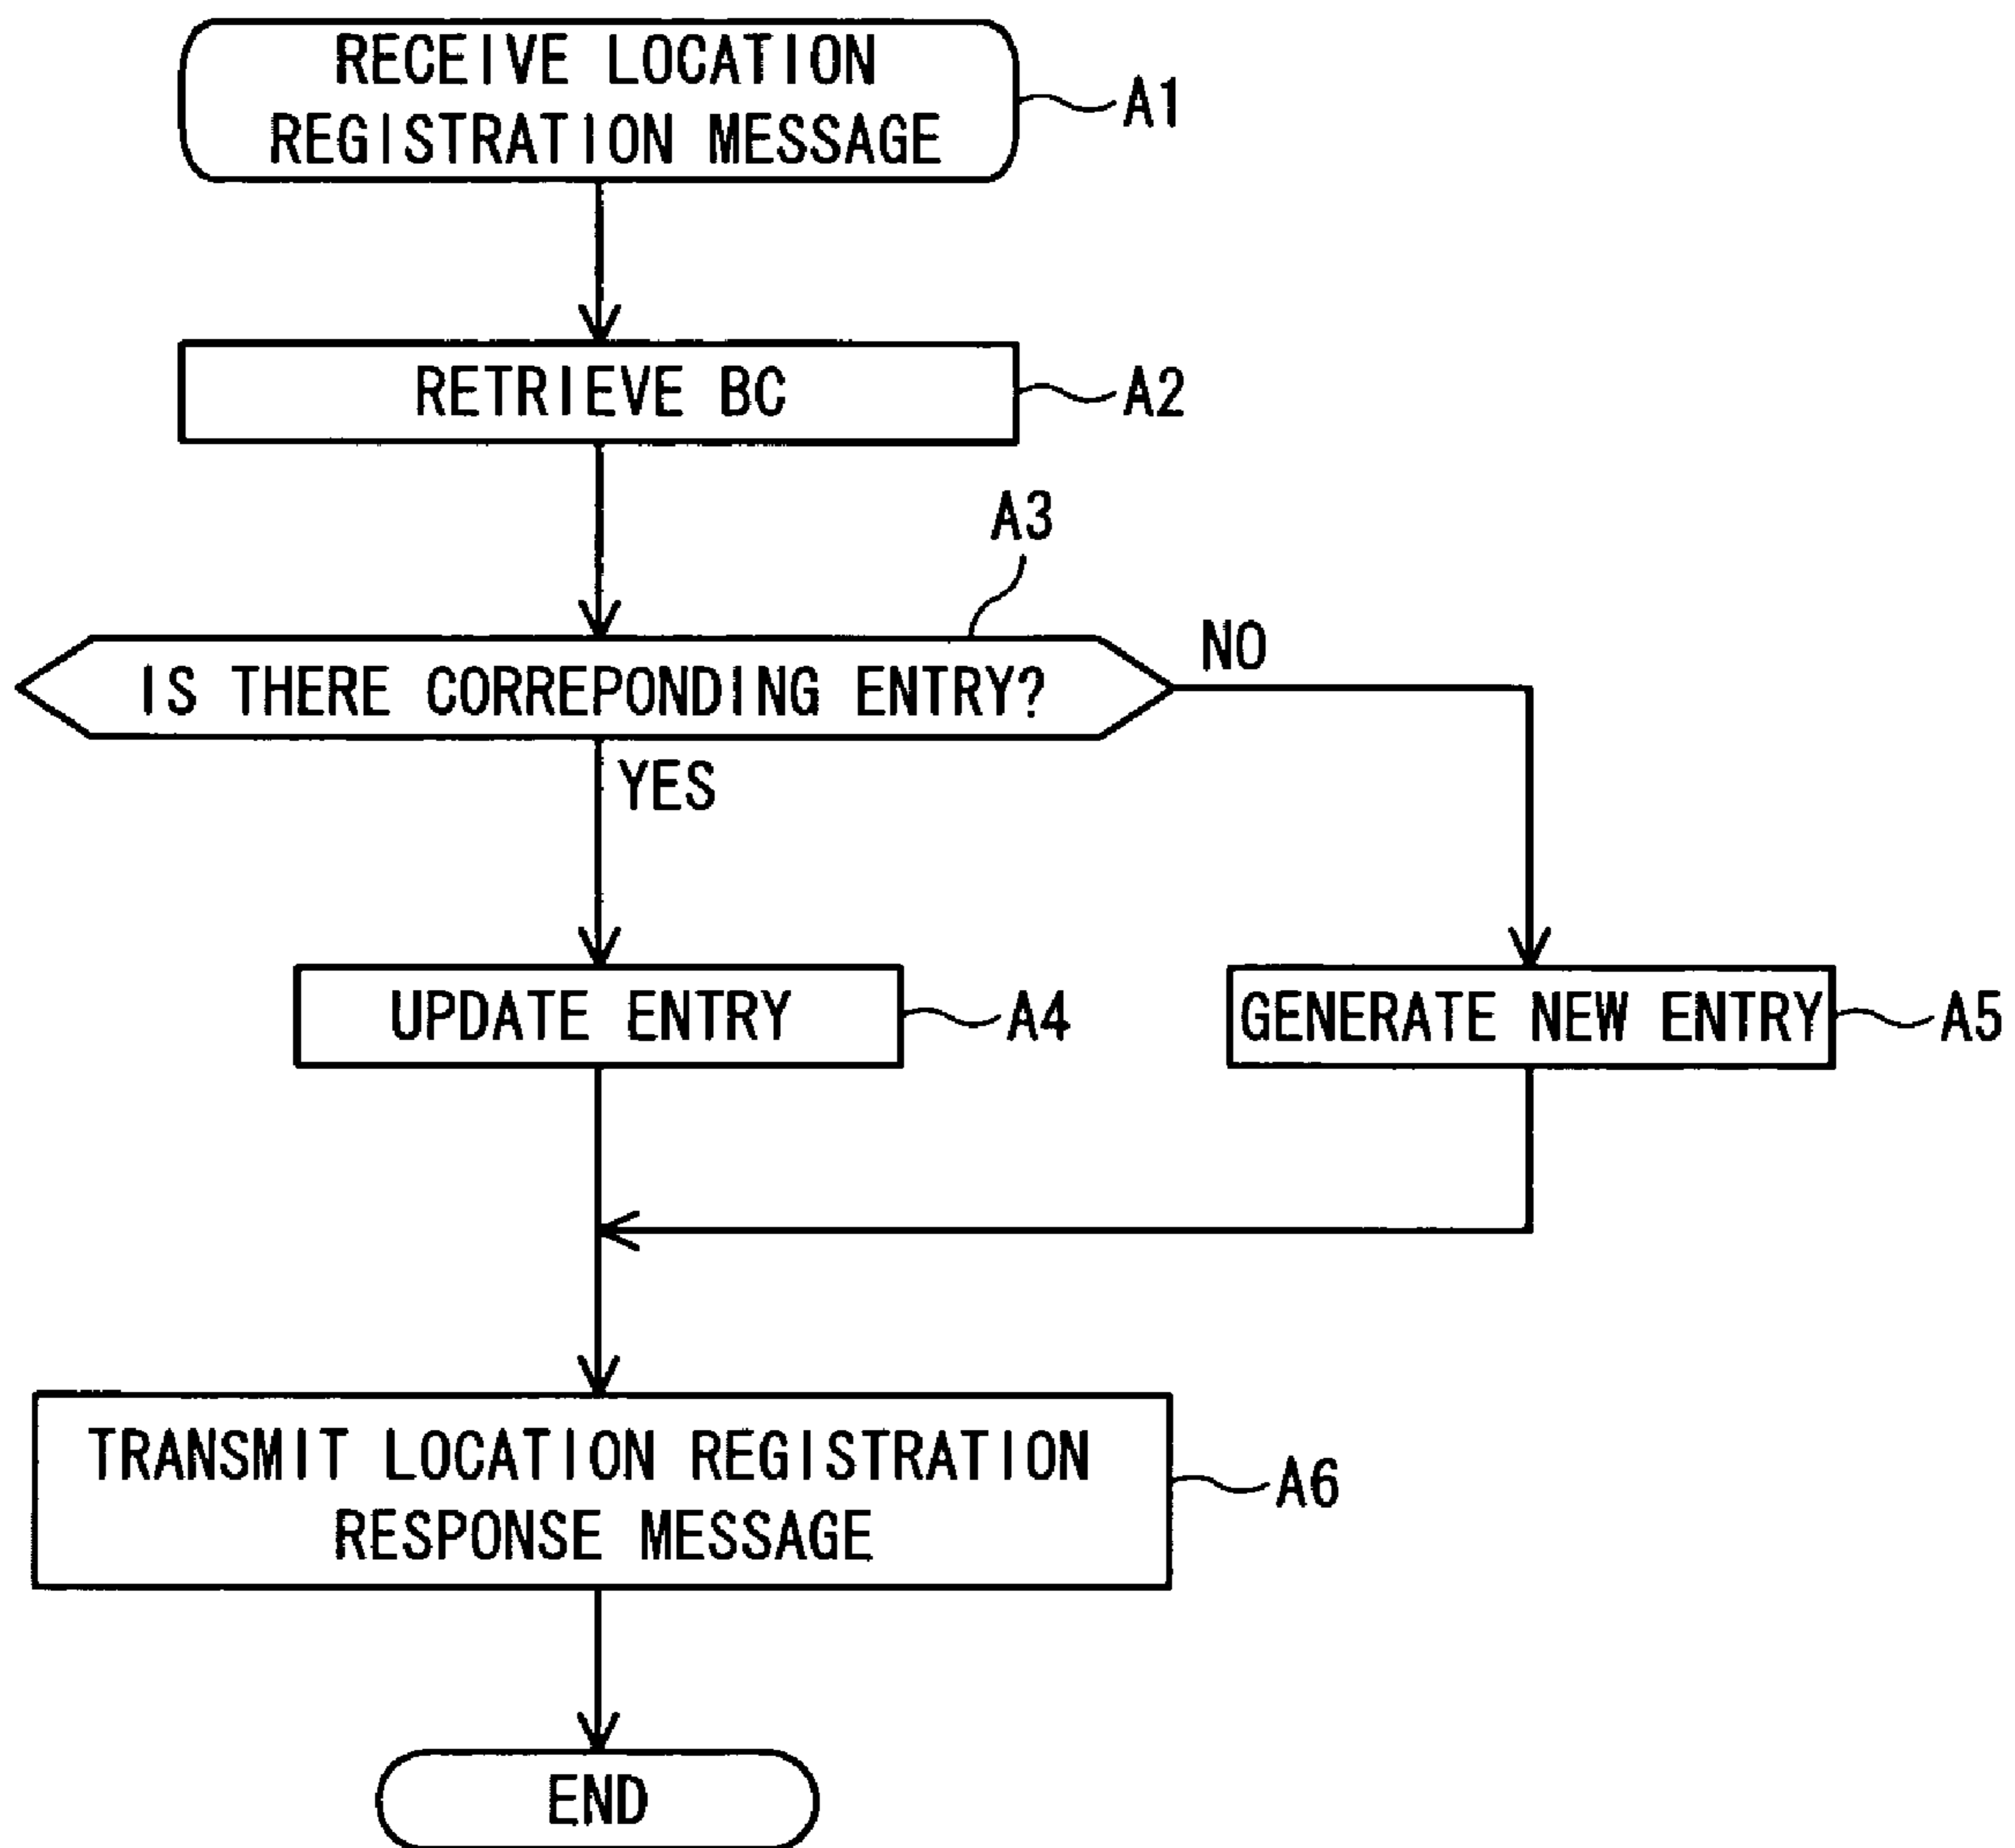 RECEIVE LOCATION
REGISTRATION MESSAGE
A1
RETRIEVE BC
A2
A3
IS THERE CORREPONDING ENTRY?
NO
YES
UPDATE ENTRY
A4
GENERATE NEW ENTRY
A5
TRANSMIT LOCATION REGISTRATION
RESPONSE MESSAGE
A6
END